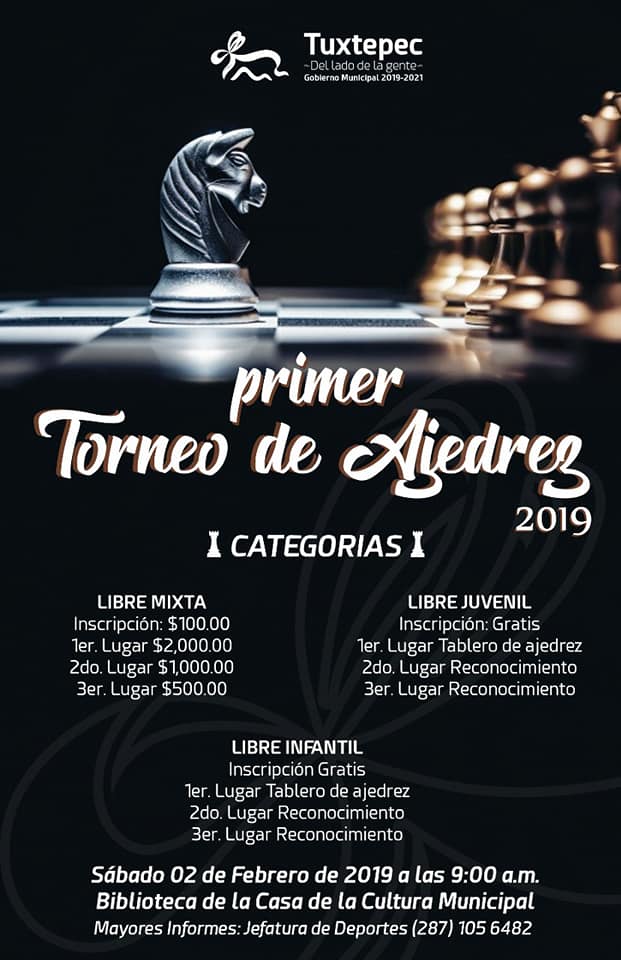 Tuxtepec
~Del lado de la gente~
Gobierno Municipal 2019-2021
primer
Torneo de Ajedrez
2019
CATEGORIAS
LIBRE MIXTA
Inscripción: $100.00
1er. Lugar $2,000.00
2do. Lugar $1,000.00
3er. Lugar $500.00
LIBRE JUVENIL
Inscripción: Gratis
1er. Lugar Tablero de ajedrez
2do. Lugar Reconocimiento
3er. Lugar Reconocimiento
LIBRE INFANTIL
Inscripción Gratis
1er. Lugar Tablero de ajedrez
2do. Lugar Reconocimiento
3er. Lugar Reconocimiento
Sábado 02 de Febrero de 2019 a las 9:00 a.m.
Biblioteca de la Casa de la Cultura Municipal
Mayores Informes: Jefatura de Deportes (287) 105 6482